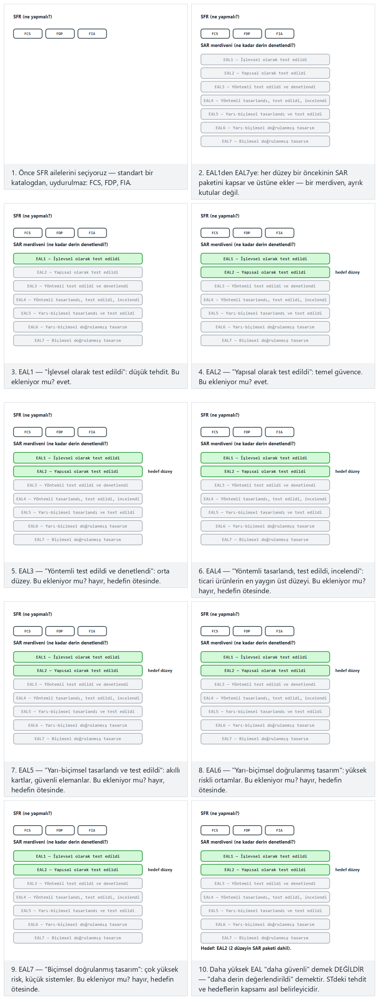 SFR (ne yapmalı?)
FCS
FDP
FIA
1. Önce SFR ailelerini seçiyoruz — standart bir
katalogdan, uydurulmaz: FCS, FDP, FIA.
SFR (ne yapmalı?)
FCS
FDP
FIA
SAR merdiveni (ne kadar derin denetlendi?)
EAL1 — İşlevsel olarak test edildi
EAL2 — Yapısal olarak test edildi
EAL3 — Yöntemli test edildi ve denetlendi
EAL4 — Yöntemli tasarlandı, test edildi, incelendi
EAL5 — Yarı-biçimsel tasarlandı ve test edildi
EAL6 — Yarı-biçimsel doğrulanmış tasarım
EAL7 — Biçimsel doğrulanmış tasarım
2. EAL1den EAL7ye: her düzey bir öncekinin SAR
paketini kapsar ve üstüne ekler — bir merdiven, ayrık
kutular değil.
SFR (ne yapmalı?)
FCS
FDP
FIA
SAR merdiveni (ne kadar derin denetlendi?)
EAL1 — İşlevsel olarak test edildi
EAL2 — Yapısal olarak test edildi
EAL3 — Yöntemli test edildi ve denetlendi
EAL4 — Yöntemli tasarlandı, test edildi, incelendi
EAL5 — Yarı-biçimsel tasarlandı ve test edildi
EAL6 — Yarı-biçimsel doğrulanmış tasarım
EAL7 — Biçimsel doğrulanmış tasarım
3. EAL1 — "İşlevsel olarak test edildi": düşük tehdit. Bu
ekleniyor mu? evet.
SFR (ne yapmalı?)
FCS
FDP
FIA
SAR merdiveni (ne kadar derin denetlendi?)
EAL1 — İşlevsel olarak test edildi
EAL2 — Yapısal olarak test edildi
hedef düzey
EAL3 — Yöntemli test edildi ve denetlendi
EAL4 — Yöntemli tasarlandı, test edildi, incelendi
EAL5 — Yarı-biçimsel tasarlandı ve test edildi
EAL6 — Yarı-biçimsel doğrulanmış tasarım
EAL7 — Biçimsel doğrulanmış tasarım
4. EAL2 — "Yapısal olarak test edildi": temel güvence.
Bu ekleniyor mu? evet.
SFR (ne yapmalı?)
FCS
FDP
FIA
SAR merdiveni (ne kadar derin denetlendi?)
EAL1 — İşlevsel olarak test edildi
EAL2 — Yapısal olarak test edildi
hedef düzey
EAL3 — Yöntemli test edildi ve denetlendi
EAL4 — Yöntemli tasarlandı, test edildi, incelendi
EAL5 — Yarı-biçimsel tasarlandı ve test edildi
EAL6 — Yarı-biçimsel doğrulanmış tasarım
EAL7 — Biçimsel doğrulanmış tasarım
5. EAL3 — "Yöntemli test edildi ve denetlendi": orta
düzey. Bu ekleniyor mu? hayır, hedefin ötesinde.
SFR (ne yapmalı?)
FCS
FDP
FIA
SAR merdiveni (ne kadar derin denetlendi?)
EAL1 — İşlevsel olarak test edildi
EAL2 — Yapısal olarak test edildi
hedef düzey
EAL3 — Yöntemli test edildi ve denetlendi
EAL4 — Yöntemli tasarlandı, test edildi, incelendi
EAL5 — Yarı-biçimsel tasarlandı ve test edildi
EAL6 — Yarı-biçimsel doğrulanmış tasarım
EAL7 — Biçimsel doğrulanmış tasarım
6. EAL4 — "Yöntemli tasarlandı, test edildi, incelendi":
ticari ürünlerin en yaygın üst düzeyi. Bu ekleniyor mu?
hayır, hedefin ötesinde.
SFR (ne yapmalı?)
FCS
FDP
FIA
SAR merdiveni (ne kadar derin denetlendi?)
EAL1 — İşlevsel olarak test edildi
EAL2 — Yapısal olarak test edildi
hedef düzey
EAL3 — Yöntemli test edildi ve denetlendi
EAL4 — Yöntemli tasarlandı, test edildi, incelendi
EAL5 — Yarı-biçimsel tasarlandı ve test edildi
EAL6 — Yarı-biçimsel doğrulanmış tasarım
EAL7 — Biçimsel doğrulanmış tasarım
7. EAL5 — "Yarı-biçimsel tasarlandı ve test edildi": akıllı
kartlar, güvenli elemanlar. Bu ekleniyor mu? hayır,
hedefin ötesinde.
SFR (ne yapmalı?)
FCS
FDP
FIA
SAR merdiveni (ne kadar derin denetlendi?)
EAL1 — İşlevsel olarak test edildi
EAL2 — Yapısal olarak test edildi
hedef düzey
EAL3 — Yöntemli test edildi ve denetlendi
EAL4 — Yöntemli tasarlandı, test edildi, incelendi
EAL5 — Yarı-biçimsel tasarlandı ve test edildi
EAL6 — Yarı-biçimsel doğrulanmış tasarım
EAL7 — Biçimsel doğrulanmış tasarım
8. EAL6 — "Yarı-biçimsel doğrulanmış tasarım": yüksek
riskli ortamlar. Bu ekleniyor mu? hayır, hedefin
ötesinde.
SFR (ne yapmalı?)
FCS
FDP
FIA
SAR merdiveni (ne kadar derin denetlendi?)
EAL1 — İşlevsel olarak test edildi
EAL2 — Yapısal olarak test edildi
hedef düzey
EAL3 — Yöntemli test edildi ve denetlendi
EAL4 — Yöntemli tasarlandı, test edildi, incelendi
EAL5 — Yarı-biçimsel tasarlandı ve test edildi
EAL6 — Yarı-biçimsel doğrulanmış tasarım
EAL7 — Biçimsel doğrulanmış tasarım
9. EAL7 — "Biçimsel doğrulanmış tasarım": çok yüksek
risk, küçük sistemler. Bu ekleniyor mu? hayır, hedefin
ötesinde.
SFR (ne yapmalı?)
FCS
FDP
FIA
SAR merdiveni (ne kadar derin denetlendi?)
EAL1 — İşlevsel olarak test edildi
EAL2 — Yapısal olarak test edildi
hedef düzey
EAL3 — Yöntemli test edildi ve denetlendi
EAL4 — Yöntemli tasarlandı, test edildi, incelendi
EAL5 — Yarı-biçimsel tasarlandı ve test edildi
EAL6 — Yarı-biçimsel doğrulanmış tasarım
EAL7 — Biçimsel doğrulanmış tasarım
Hedef: EAL2 (2 düzeyin SAR paketi dahil).
10. Daha yüksek EAL "daha güvenli" demek DEĞİLDİR
— "daha derin değerlendirildi" demektir. STdeki tehdit
ve hedeflerin kapsamı asıl belirleyicidir.